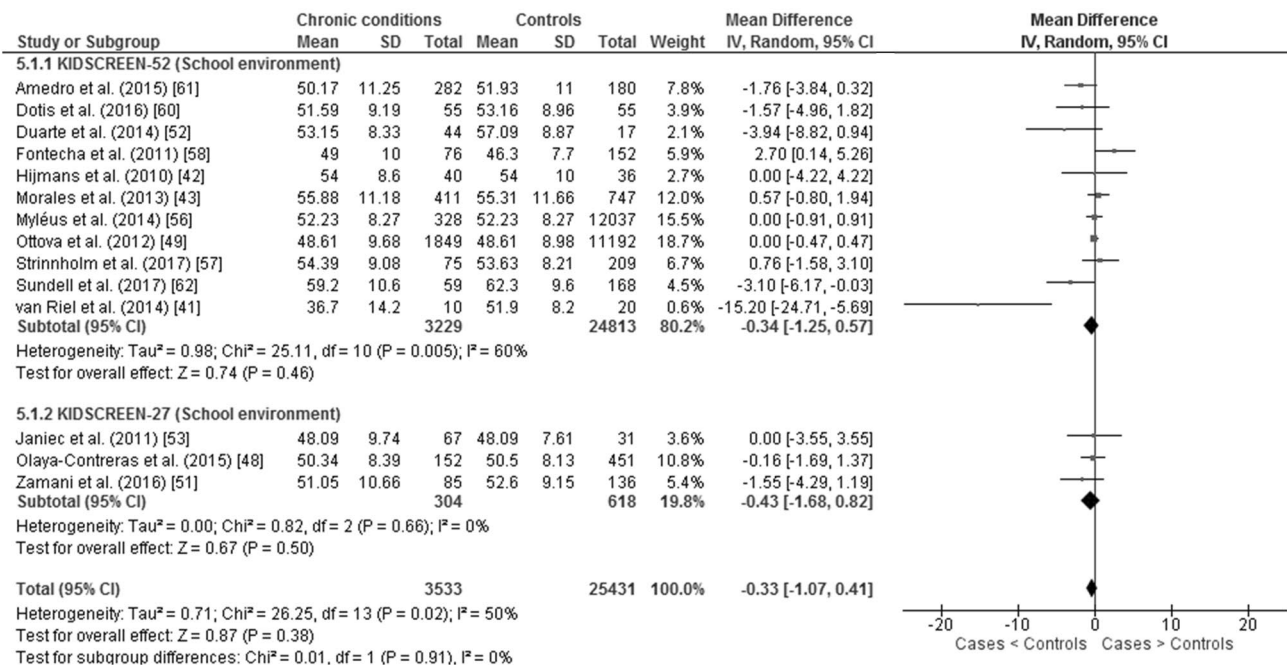 Chronic conditions Controls Mean Difference Mean Difference
Study or Subgroup Mean SD Total Mean SD Total Weight IV, Random, 95% CI IV, Random, 95% CI
5.1.1 KIDSCREEN-52 (School environment)
Amedro et al. (2015) [61] 50.17 11.25 282 51.93 11 180 7.8% -1.76 [-3.84, 0.32]
Dotis et al. (2016) [60] 51.59 9.19 55 53.16 8.96 55 3.9% -1.57 [-4.96, 1.82]
Duarte et al. (2014) [52] 53.15 8.33 44 57.09 8.87 17 2.1% -3.94 [-8.82, 0.94]
Fontecha et al. (2011) [58] 49 10 76 46.3 7.7 152 5.9% 2.70 [0.14, 5.26]
Hijmans et al. (2010) [42] 54 8.6 40 54 10 36 2.7% 0.00 [-4.22, 4.22]
Morales et al. (2013) [43] 55.88 11.18 411 55.31 11.66 747 12.0% 0.57 [-0.80, 1.94]
Myléus et al. (2014) [56] 52.23 8.27 328 52.23 8.27 12037 15.5% 0.00 [-0.91, 0.91]
Ottova et al. (2012) [49] 48.61 9.68 1849 48.61 8.98 11192 18.7% 0.00 [-0.47, 0.47]
Strinnholm et al. (2017) [57] 54.39 9.08 75 53.63 8.21 209 6.7% 0.76 [-1.58, 3.10]
Sundell et al. (2017) [62] 59.2 10.6 59 62.3 9.6 168 4.5% -3.10 [-6.17, -0.03]
van Riel et al. (2014) [41] 36.7 14.2 10 51.9 8.2 20 0.6% -15.20 [-24.71, -5.69]
Subtotal (95% CI) 3229 24813 80.2% -0.34 [-1.25, 0.57]
Heterogeneity: Tau² = 0.98; Chi² = 25.11, df = 10 (P = 0.005); I² = 60%
Test for overall effect: Z = 0.74 (P = 0.46)
5.1.2 KIDSCREEN-27 (School environment)
Janiec et al. (2011) [53] 48.09 9.74 67 48.09 7.61 31 3.6% 0.00 [-3.55, 3.55]
Olaya-Contreras et al. (2015) [48] 50.34 8.39 152 50.5 8.13 451 10.8% -0.16 [-1.69, 1.37]
Zamani et al. (2016) [51] 51.05 10.66 85 52.6 9.15 136 5.4% -1.55 [-4.29, 1.19]
Subtotal (95% CI) 304 618 19.8% -0.43 [-1.68, 0.82]
Heterogeneity: Tau² = 0.00; Chi² = 0.82, df = 2 (P = 0.66); I² = 0%
Test for overall effect: Z = 0.67 (P = 0.50)
Total (95% CI) 3533 25431 100.0% -0.33 [-1.07, 0.41]
Heterogeneity: Tau² = 0.71; Chi² = 26.25, df = 13 (P = 0.02); I² = 50%
Test for overall effect: Z = 0.87 (P = 0.38)
Test for subgroup differences: Chi² = 0.01, df = 1 (P = 0.91), I² = 0%
-20 -10 0 10 20
Cases < Controls Cases > Controls